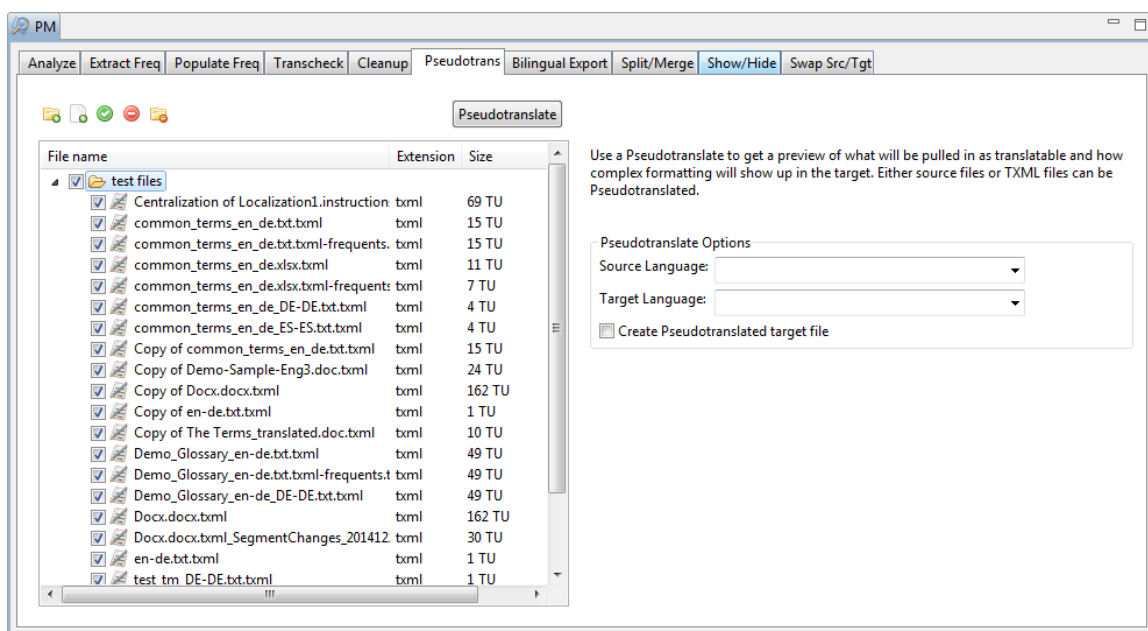 PM
Analyze Extract Freq Populate Freq Transcheck Cleanup Pseudotrans Bilingual Export Split/Merge Show/Hide Swap Src/Tgt
Pseudotranslate
File name Extension Size
test files
Centralization of Localization1.instruction txml 69 TU
common_terms_en_de.txt.txml txml 15 TU
common_terms_en_de.txt.txml-frequents. txml 15 TU
common_terms_en_de.xlsx.txml txml 11 TU
common_terms_en_de.xlsx.txml-frequents txml 7 TU
common_terms_en_de_DE-DE.txt.txml txml 4 TU
common_terms_en_de_ES-ES.txt.txml txml 4 TU
Copy of common_terms_en_de.txt.txml txml 15 TU
Copy of Demo-Sample-Eng3.doc.txml txml 24 TU
Copy of Docx.docx.txml txml 162 TU
Copy of en-de.txt.txml txml 1 TU
Copy of The Terms_translated.doc.txml txml 10 TU
Demo_Glossary_en-de.txt.txml txml 49 TU
Demo_Glossary_en-de.txt.txml-frequents.t txml 49 TU
Demo_Glossary_en-de_DE-DE.txt.txml txml 49 TU
Docx.docx.txml txml 162 TU
Docx.docx.txml_SegmentChanges_201412. txml 30 TU
en-de.txt.txml txml 1 TU
test_tm_DE-DE.txt.txml txml 1 TU
Use a Pseudotranslate to get a preview of what will be pulled in as translatable and how
complex formatting will show up in the target. Either source files or TXML files can be
Pseudotranslated.
Pseudotranslate Options
Source Language:
Target Language:
Create Pseudotranslated target file